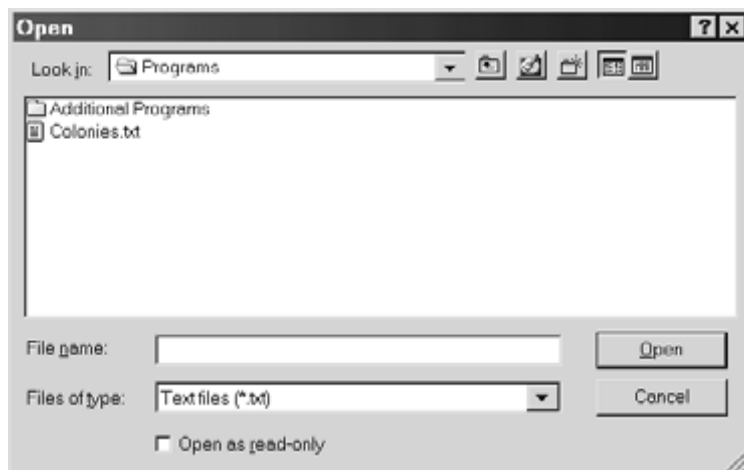 Open
Look in: Programs
Additional Programs
Colonies.txt
File name: Open
Files of type: Text files (*.txt) Cancel
Open as read-only